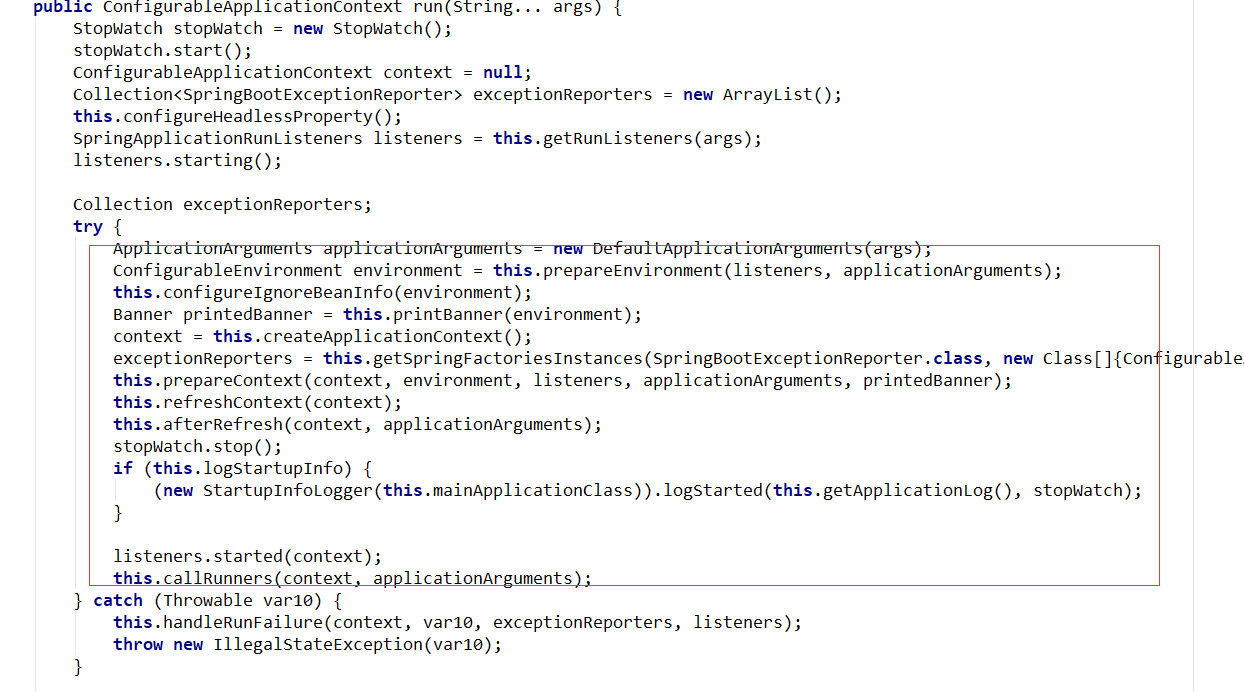 public ConfigurableApplicationContext run(String... args) {
    StopWatch stopWatch = new StopWatch();
    stopWatch.start();
    ConfigurableApplicationContext context = null;
    Collection<SpringBootExceptionReporter> exceptionReporters = new ArrayList();
    this.configureHeadlessProperty();
    SpringApplicationRunListeners listeners = this.getRunListeners(args);
    listeners.starting();

    Collection exceptionReporters;
    try {
        ApplicationArguments applicationArguments = new DefaultApplicationArguments(args);
        ConfigurableEnvironment environment = this.prepareEnvironment(listeners, applicationArguments);
        this.configureIgnoreBeanInfo(environment);
        Banner printedBanner = this.printBanner(environment);
        context = this.createApplicationContext();
        exceptionReporters = this.getSpringFactoriesInstances(SpringBootExceptionReporter.class, new Class[]{Configurable
        this.prepareContext(context, environment, listeners, applicationArguments, printedBanner);
        this.refreshContext(context);
        this.afterRefresh(context, applicationArguments);
        stopWatch.stop();
        if (this.logStartupInfo) {
            (new StartupInfoLogger(this.mainApplicationClass)).logStarted(this.getApplicationLog(), stopWatch);
        }

        listeners.started(context);
        this.callRunners(context, applicationArguments);
    } catch (Throwable var10) {
        this.handleRunFailure(context, var10, exceptionReporters, listeners);
        throw new IllegalStateException(var10);
    }